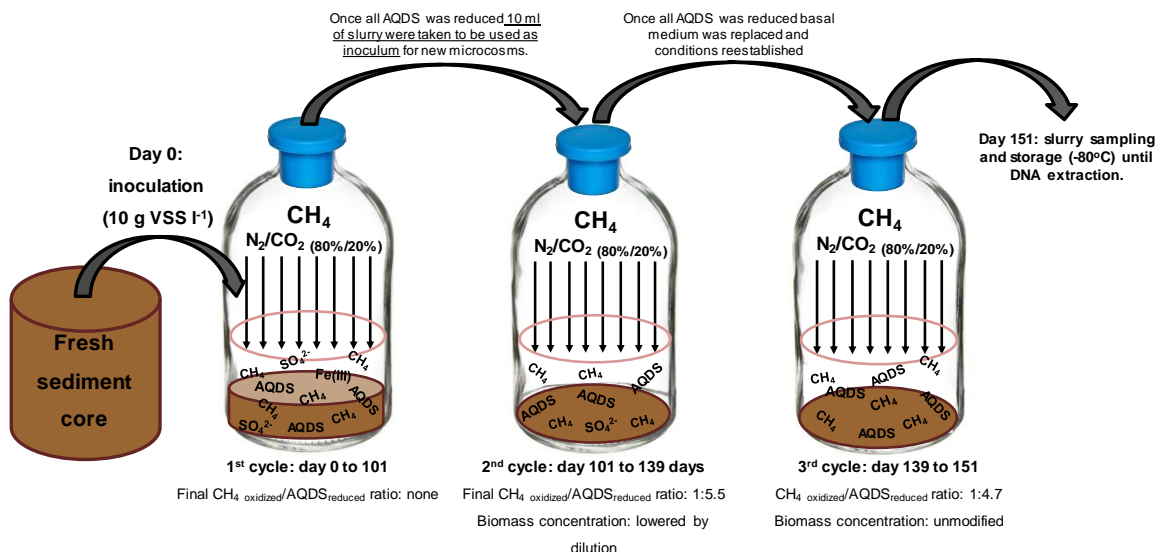 Once all AQDS was reduced 10 ml
of slurry were taken to be used as
inoculum for new microcosms.
Once all AQDS was reduced basal
medium was replaced and
conditions reestablished
Day 151: slurry sampling
and storage (-80ºC) until
DNA extraction.
Day 0:
inoculation
(10 g VSS l⁻¹)
Fresh
sediment
core
CH₄
N₂/CO₂ (80%/20%)
SO₄²⁻
CH₄
CH₄
Fe(III)
AQDS
CH₄
AQDS
CH₄
CH₄
SO₄²⁻
AQDS
1ˢᵗ cycle: day 0 to 101
Final CH₄ oxidized/AQDSreduced ratio: none
CH₄
N₂/CO₂ (80%/20%)
CH₄
CH₄
AQDS
AQDS
AQDS
AQDS
CH₄
SO₄²⁻
CH₄
2ⁿᵈ cycle: day 101 to 139 days
Final CH₄ oxidized/AQDSreduced ratio: 1:5.5
Biomass concentration: lowered by
dilution
CH₄
N₂/CO₂ (80%/20%)
CH₄
CH₄
AQDS
AQDS
CH₄
AQDS
CH₄
CH₄
AQDS
3ʳᵈ cycle: day 139 to 151
CH₄ oxidized/AQDSreduced ratio: 1:4.7
Biomass concentration: unmodified